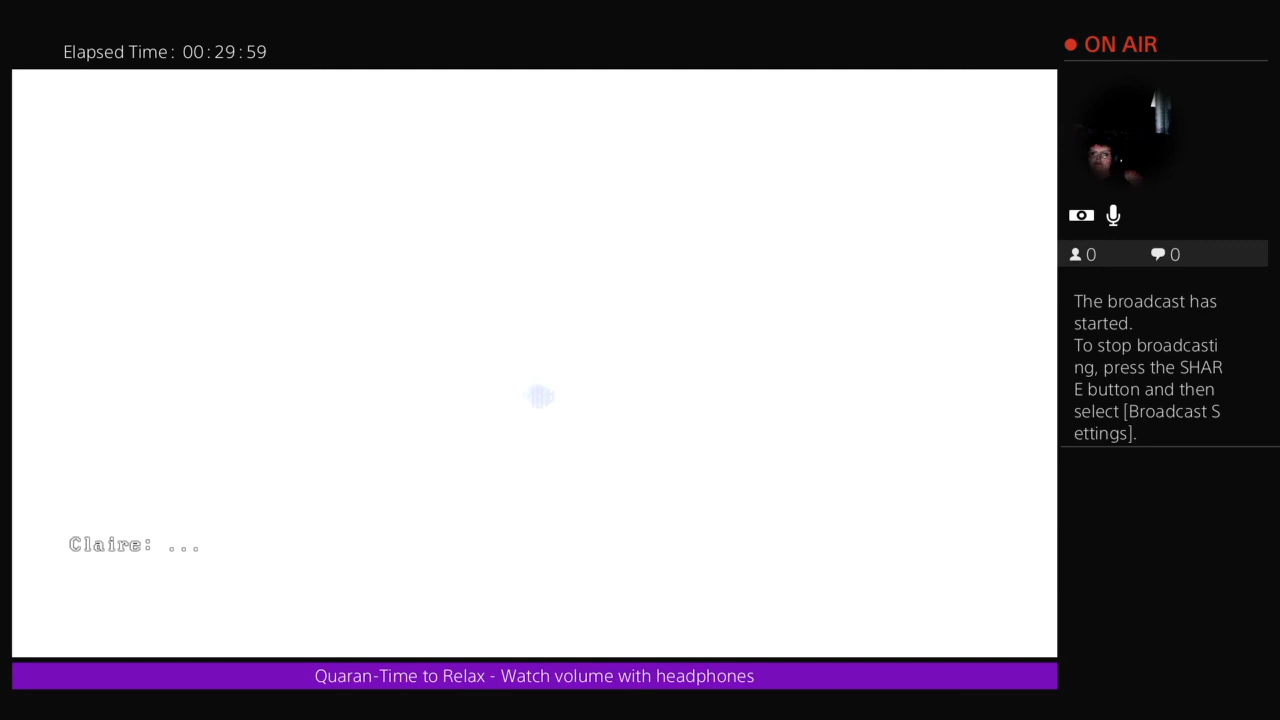 Elapsed Time: 00:29:59
ON AIR
0 0
The broadcast has
started.
To stop broadcasti
ng, press the SHAR
E button and then
select [Broadcast S
ettings].
Claire: ...
Quaran-Time to Relax - Watch volume with headphones